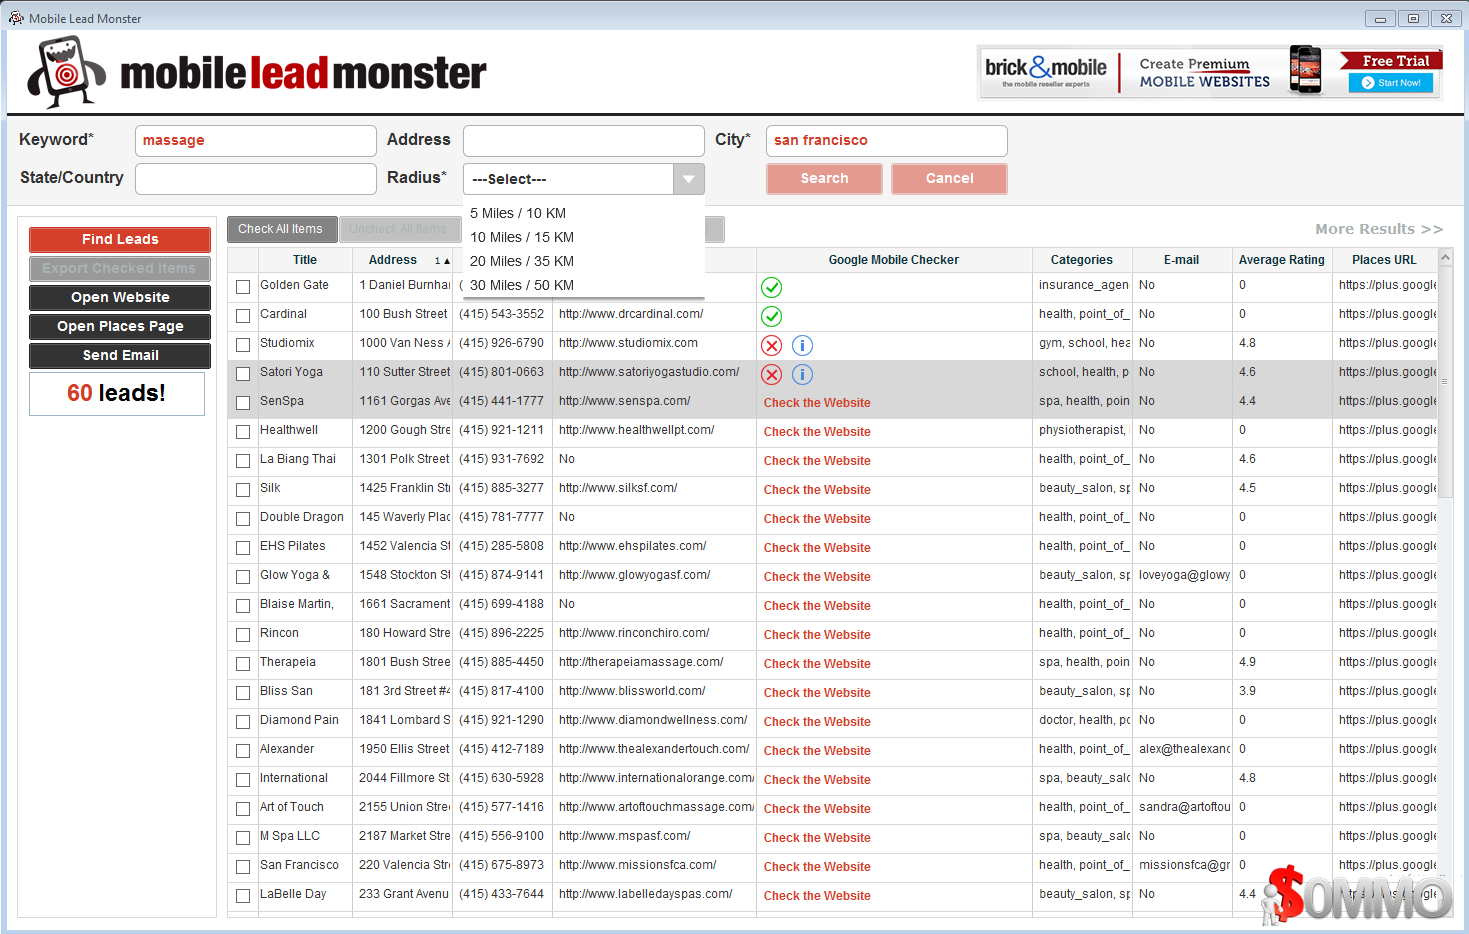 Mobile Lead Monster
mobileleadmonster
brick&mobile
the mobile reseller experts
Create Premium
MOBILE WEBSITES
Free Trial
Start Now!
Keyword* massage Address City* san francisco
State/Country Radius* ---Select--- Search Cancel
5 Miles / 10 KM
10 Miles / 15 KM
20 Miles / 35 KM
30 Miles / 50 KM
Find Leads
Export Checked Items
Open Website
Open Places Page
Send Email
60 leads!
Check All Items Uncheck All Items More Results >>
Title Address 1 Google Mobile Checker Categories E-mail Average Rating Places URL
Golden Gate 1 Daniel Burnhar insurance_agen No 0 https://plus.google
Cardinal 100 Bush Street (415) 543-3552 http://www.drcardinal.com/ health, point_of_ No 0 https://plus.google
Studiomix 1000 Van Ness A (415) 926-6790 http://www.studiomix.com gym, school, hea No 4.8 https://plus.google
Satori Yoga 110 Sutter Street (415) 801-0663 http://www.satoriyogastudio.com/ school, health, p No 4.6 https://plus.google
SenSpa 1161 Gorgas Ave (415) 441-1777 http://www.senspa.com/ Check the Website spa, health, poin No 4.4 https://plus.google
Healthwell 1200 Gough Stre (415) 921-1211 http://www.healthwellpt.com/ Check the Website physiotherapist, No 0 https://plus.google
La Biang Thai 1301 Polk Street (415) 931-7692 No Check the Website health, point_of_ No 4.6 https://plus.google
Silk 1425 Franklin Str (415) 885-3277 http://www.silksf.com/ Check the Website beauty_salon, sp No 4.5 https://plus.google
Double Dragon 145 Waverly Plac (415) 781-7777 No Check the Website health, point_of_ No 0 https://plus.google
EHS Pilates 1452 Valencia St (415) 285-5808 http://www.ehspilates.com/ Check the Website health, point_of_ No 0 https://plus.google
Glow Yoga & 1548 Stockton St (415) 874-9141 http://www.glowyogasf.com/ Check the Website beauty_salon, sp loveyoga@glowy 0 https://plus.google
Blaise Martin, 1661 Sacrament (415) 699-4188 No Check the Website health, point_of_ No 0 https://plus.google
Rincon 180 Howard Stre (415) 896-2225 http://www.rinconchiro.com/ Check the Website health, point_of_ No 0 https://plus.google
Therapeia 1801 Bush Stree (415) 885-4450 http://therapeiamassage.com/ Check the Website spa, health, poin No 4.9 https://plus.google
Bliss San 181 3rd Street #4 (415) 817-4100 http://www.blissworld.com/ Check the Website beauty_salon, sp No 3.9 https://plus.google
Diamond Pain 1841 Lombard S (415) 921-1290 http://www.diamondwellness.com/ Check the Website doctor, health, pc No 0 https://plus.google
Alexander 1950 Ellis Street (415) 412-7189 http://www.thealexandertouch.com/ Check the Website health, point_of_ alex@thealexanc 0 https://plus.google
International 2044 Fillmore St (415) 630-5928 http://www.internationalorange.com/ Check the Website spa, beauty_salc No 4.8 https://plus.google
Art of Touch 2155 Union Stree (415) 577-1416 http://www.artoftouchmassage.com/ Check the Website health, point_of_ sandra@artoftou 0 https://plus.google
M Spa LLC 2187 Market Stre (415) 556-9100 http://www.mspasf.com/ Check the Website spa, beauty_salc No 0 https://plus.google
San Francisco 220 Valencia Stre (415) 675-8973 http://www.missionsfca.com/ Check the Website health, point_of_ missionsfca@gr 0 https://plus.google
LaBelle Day 233 Grant Avenu (415) 433-7644 http://www.labelledayspas.com/ Check the Website beauty_salon, sp No 4.4 https://plus.google
$OMMO